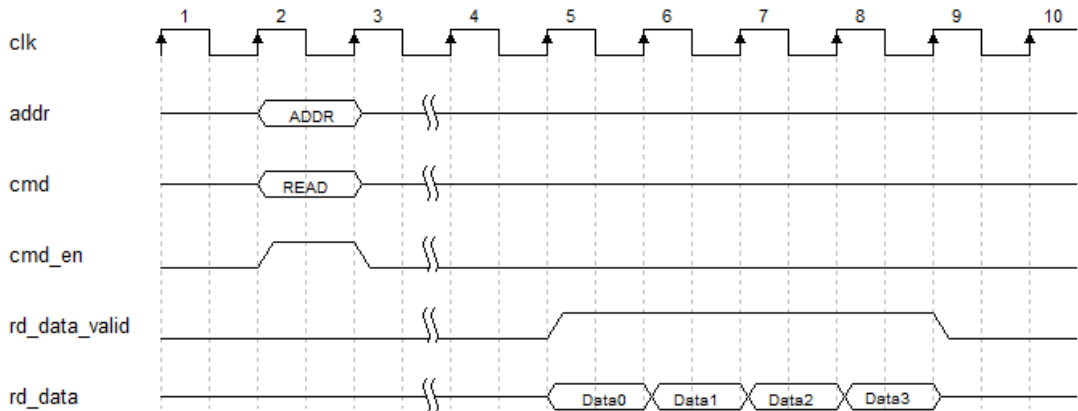 1 2 3 4 5 6 7 8 9 10
clk
addr ADDR
cmd READ
cmd_en
rd_data_valid
rd_data Data0 Data1 Data2 Data3